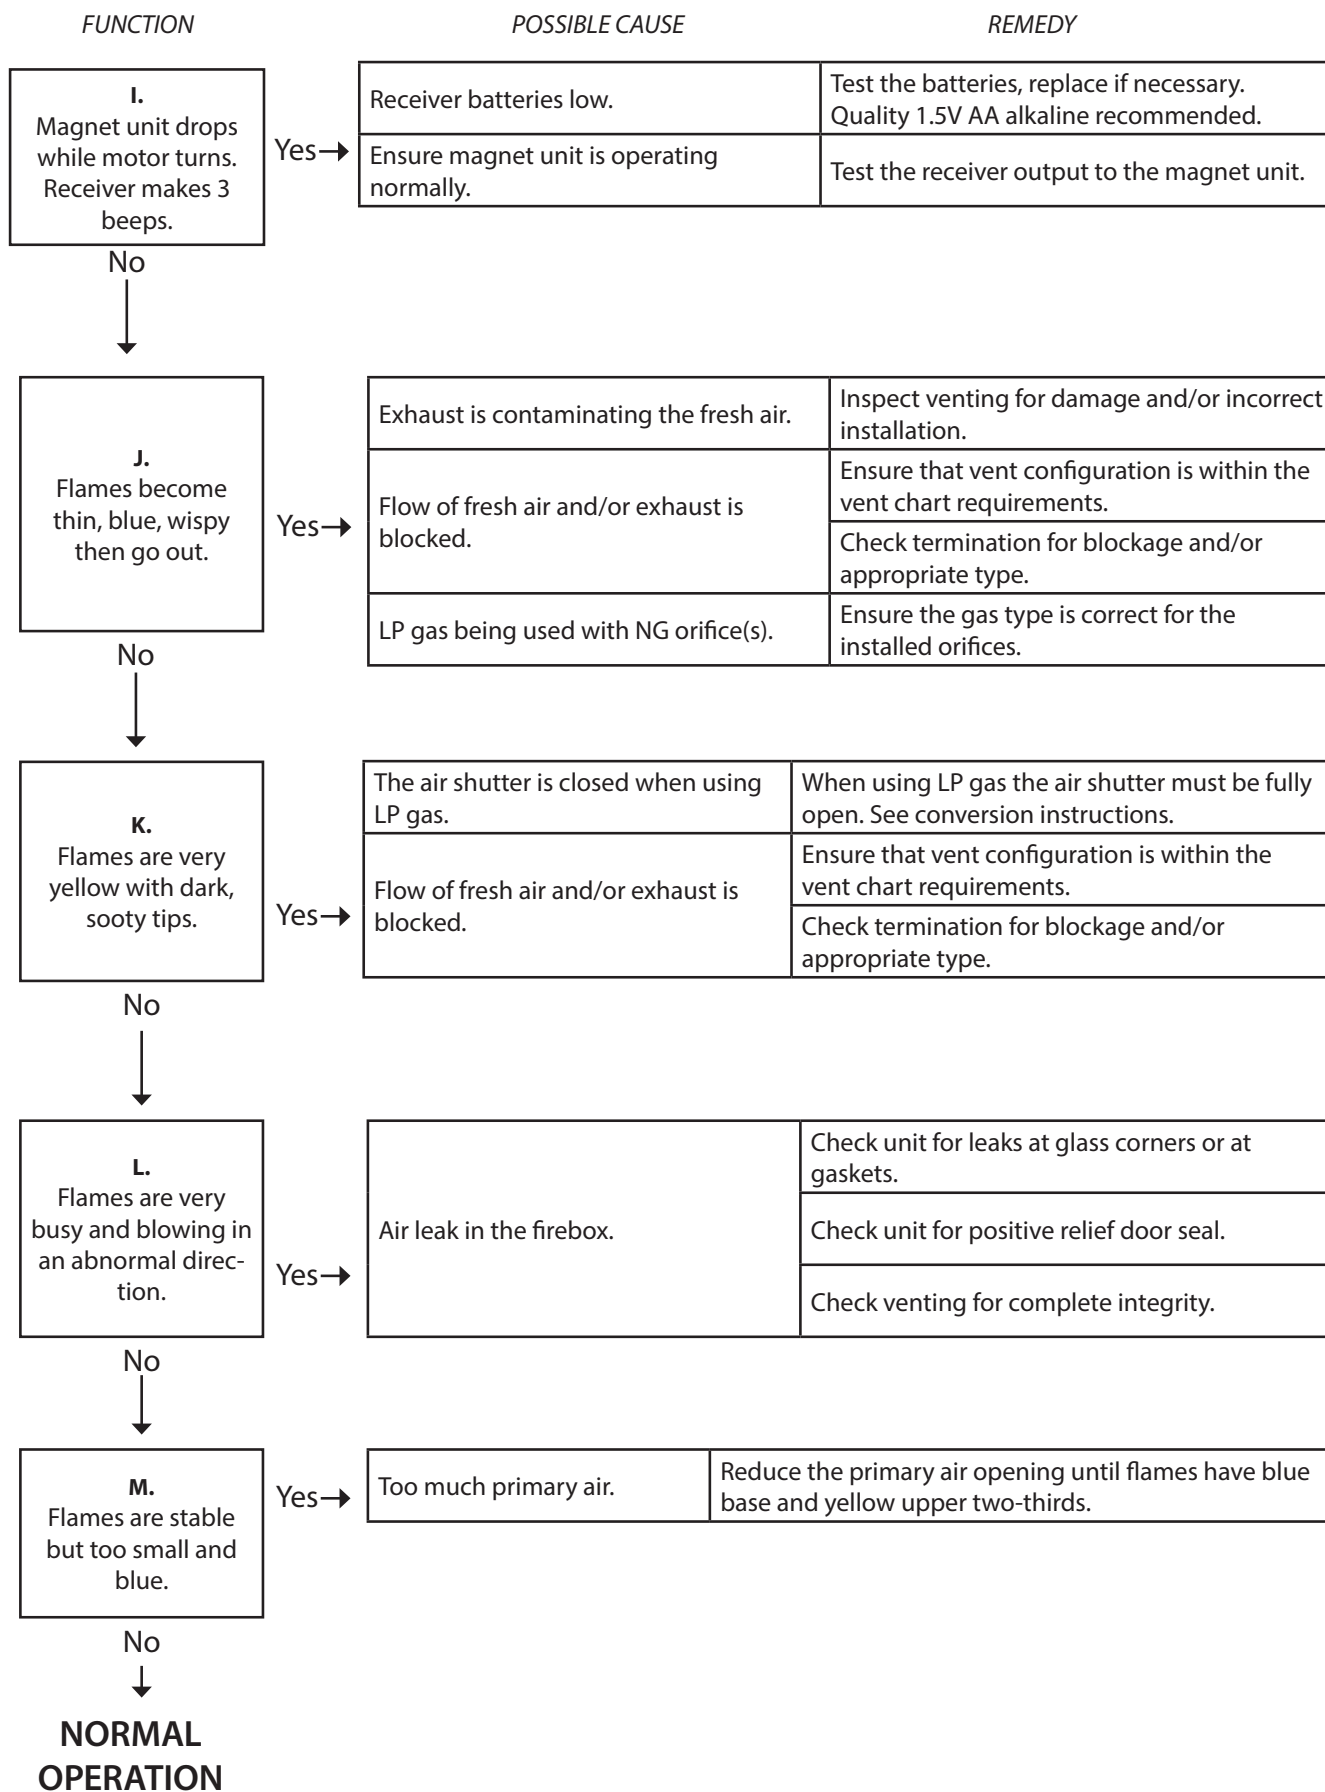 FUNCTION
POSSIBLE CAUSE
REMEDY
I.
Magnet unit drops
while motor turns.
Receiver makes 3
beeps.
Yes
Receiver batteries low.
Test the batteries, replace if necessary.
Quality 1.5V AA alkaline recommended.
Ensure magnet unit is operating
normally.
Test the receiver output to the magnet unit.
No
J.
Flames become
thin, blue, wispy
then go out.
Yes
Exhaust is contaminating the fresh air.
Inspect venting for damage and/or incorrect
installation.
Flow of fresh air and/or exhaust is
blocked.
Ensure that vent configuration is within the
vent chart requirements.
Check termination for blockage and/or
appropriate type.
LP gas being used with NG orifice(s).
Ensure the gas type is correct for the
installed orifices.
No
K.
Flames are very
yellow with dark,
sooty tips.
Yes
The air shutter is closed when using
LP gas.
When using LP gas the air shutter must be fully
open. See conversion instructions.
Flow of fresh air and/or exhaust is
blocked.
Ensure that vent configuration is within the
vent chart requirements.
Check termination for blockage and/or
appropriate type.
No
L.
Flames are very
busy and blowing in
an abnormal direc-
tion.
Yes
Air leak in the firebox.
Check unit for leaks at glass corners or at
gaskets.
Check unit for positive relief door seal.
Check venting for complete integrity.
No
M.
Flames are stable
but too small and
blue.
Yes
Too much primary air.
Reduce the primary air opening until flames have blue
base and yellow upper two-thirds.
No
NORMAL
OPERATION